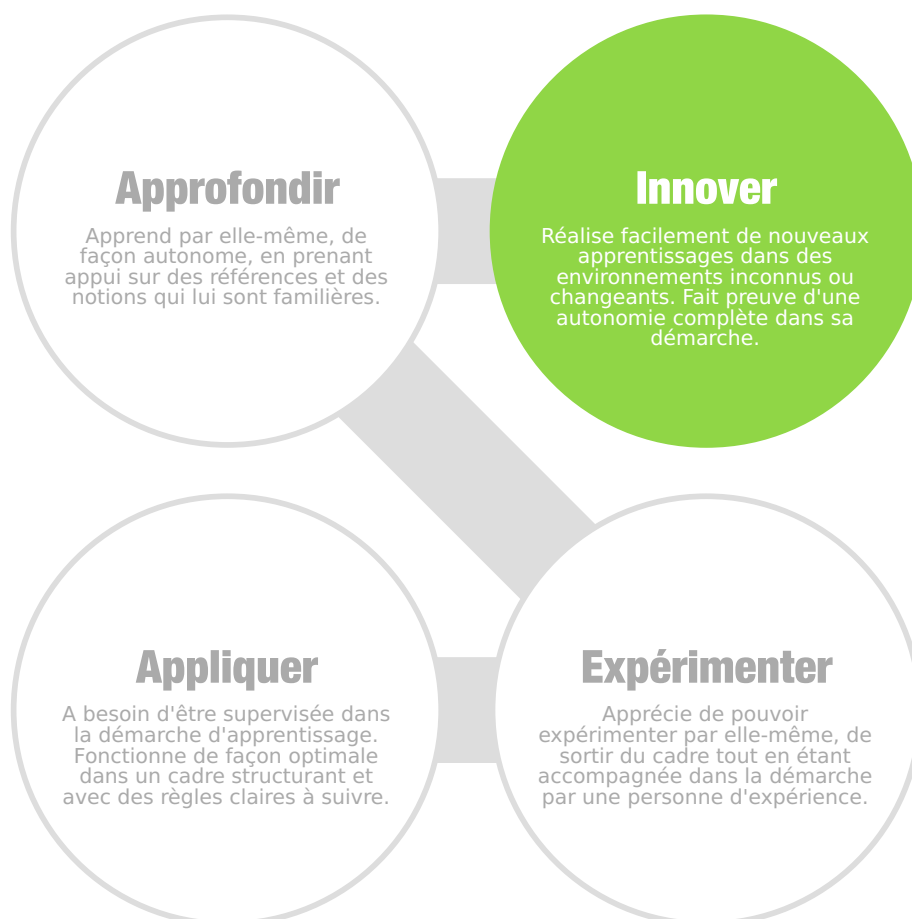 Approfondir
Apprend par elle-même, de
façon autonome, en prenant
appui sur des références et des
notions qui lui sont familières.
Innover
Réalise facilement de nouveaux
apprentissages dans des
environnements inconnus ou
changeants. Fait preuve d'une
autonomie complète dans sa
démarche.
Appliquer
A besoin d'être supervisée dans
la démarche d'apprentissage.
Fonctionne de façon optimale
dans un cadre structurant et
avec des règles claires à suivre.
Expérimenter
Apprécie de pouvoir
expérimenter par elle-même, de
sortir du cadre tout en étant
accompagnée dans la démarche
par une personne d'expérience.